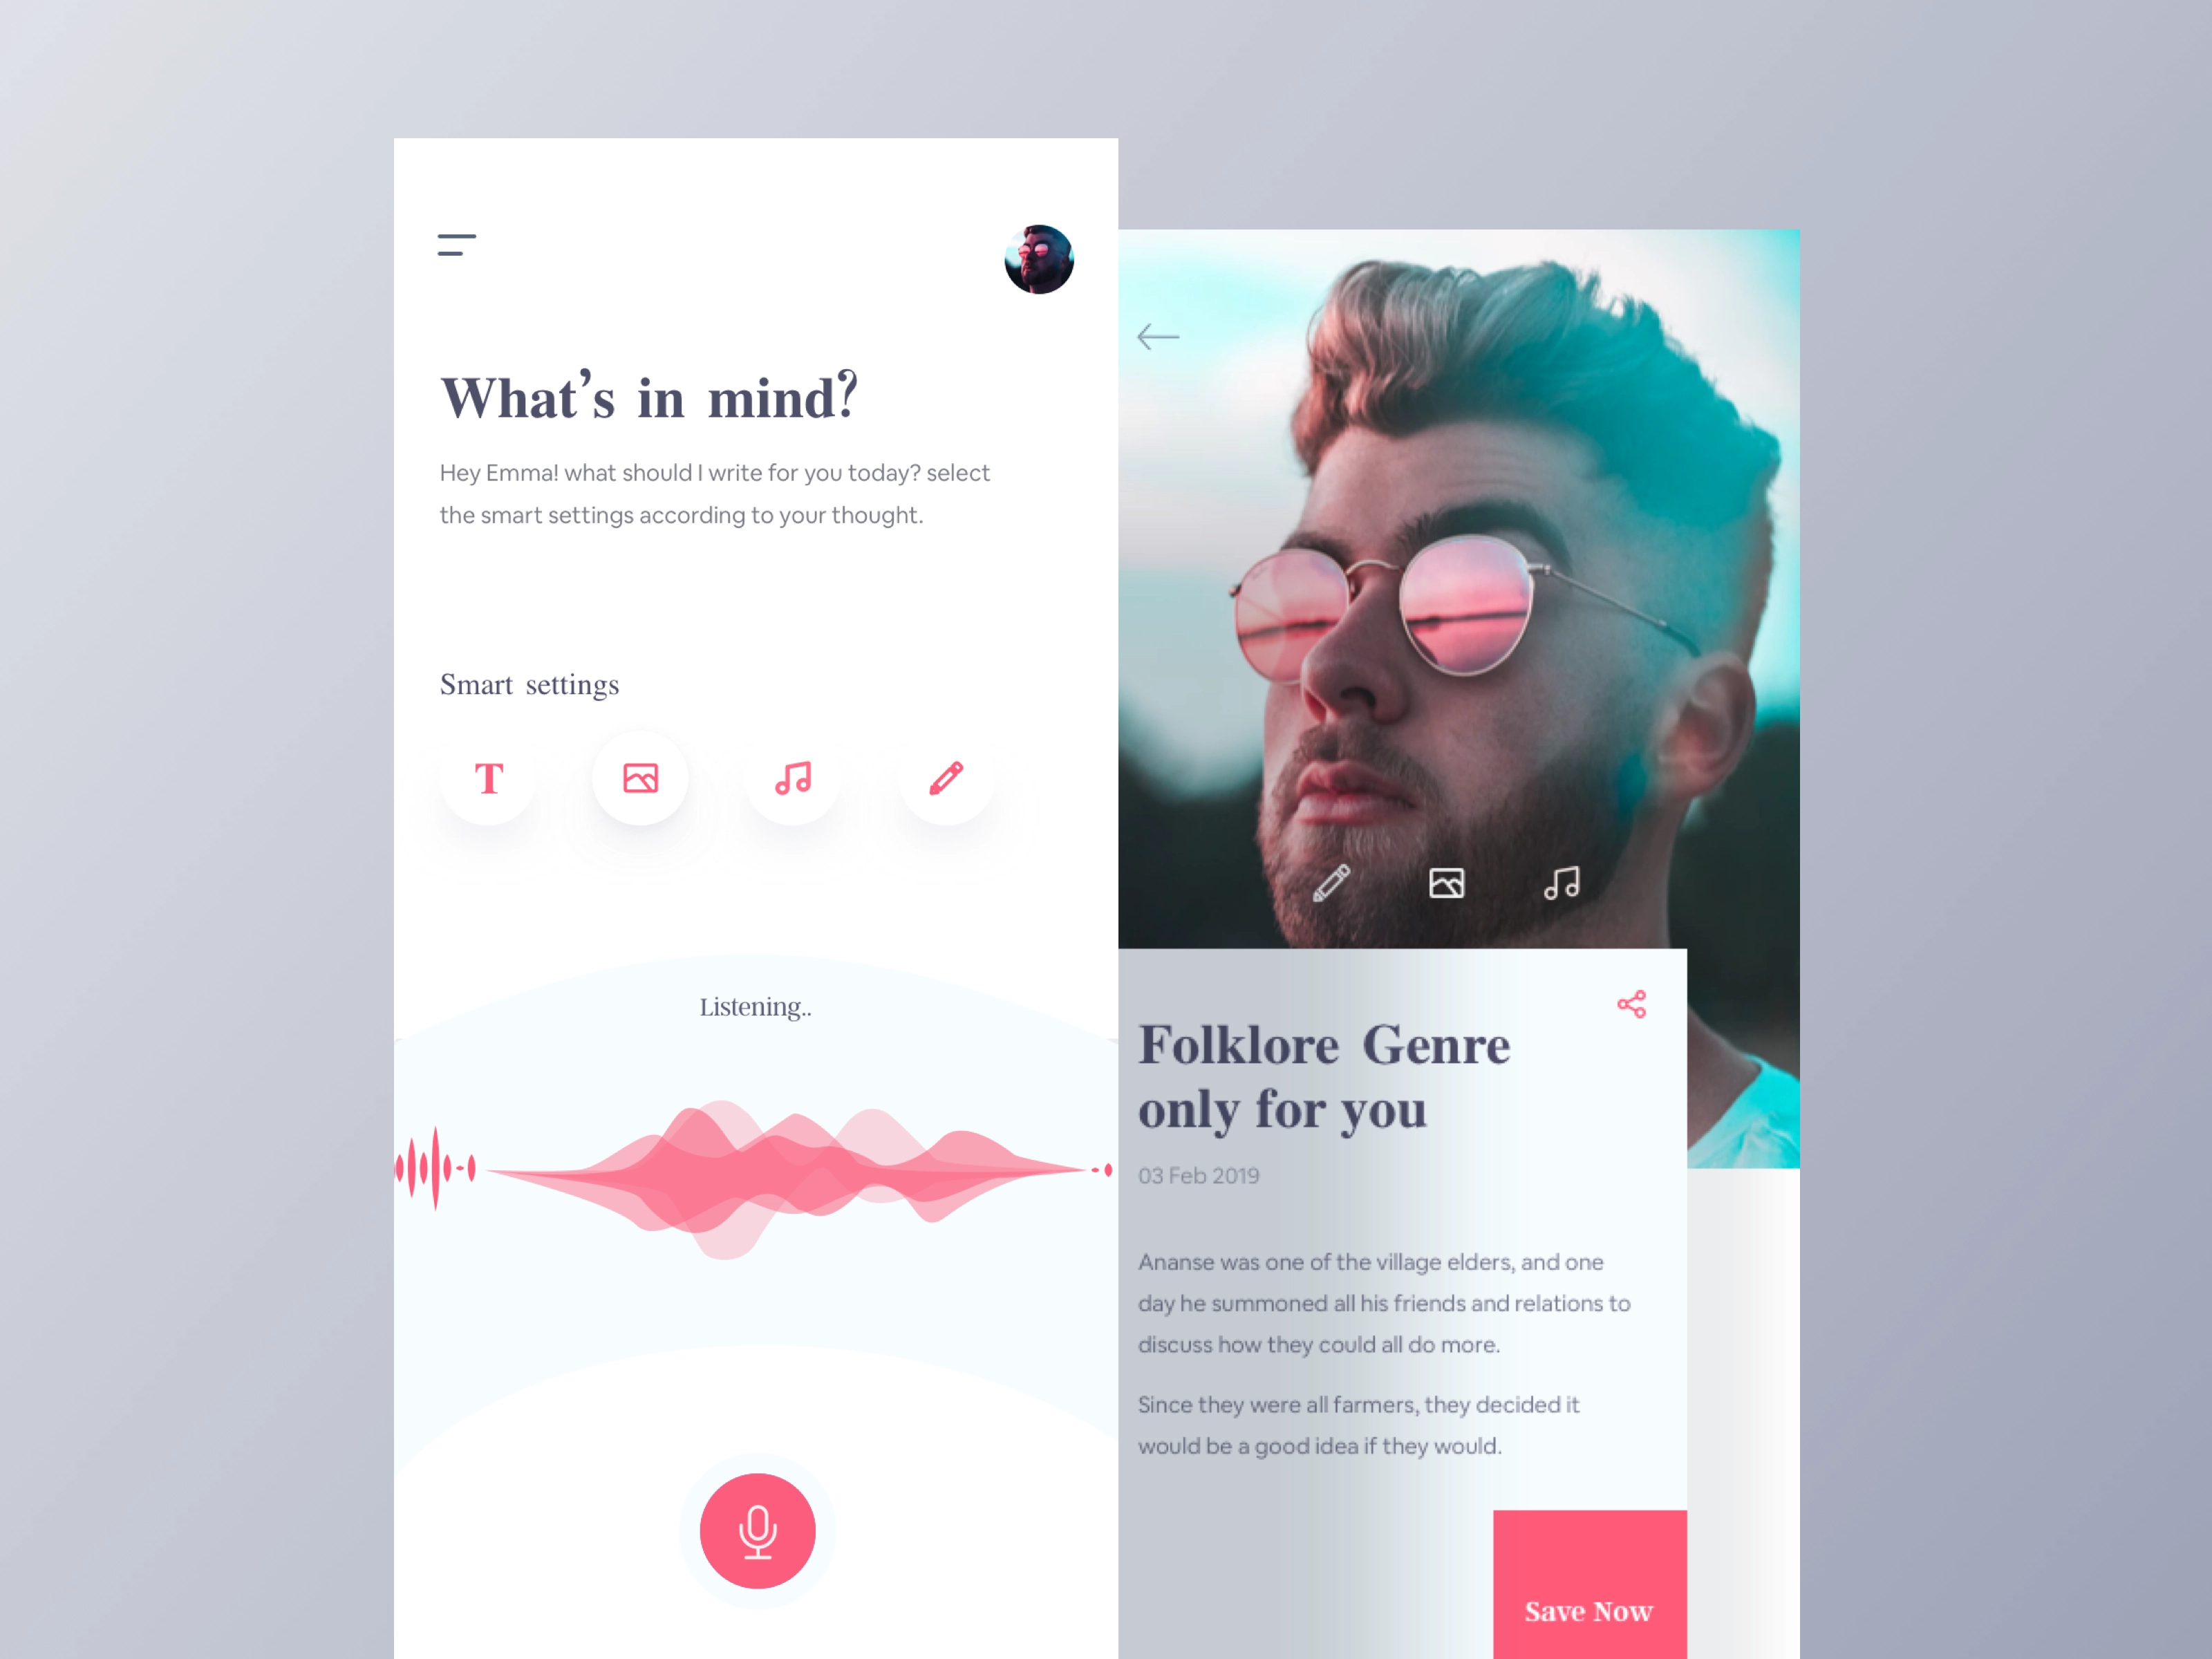 What's in mind?
Hey Emma! what should I write for you today? select
the smart settings according to your thought.
Smart settings
T
Listening..
Folklore Genre
only for you
03 Feb 2019
Ananse was one of the village elders, and one
day he summoned all his friends and relations to
discuss how they could all do more.
Since they were all farmers, they decided it
would be a good idea if they would.
Save Now